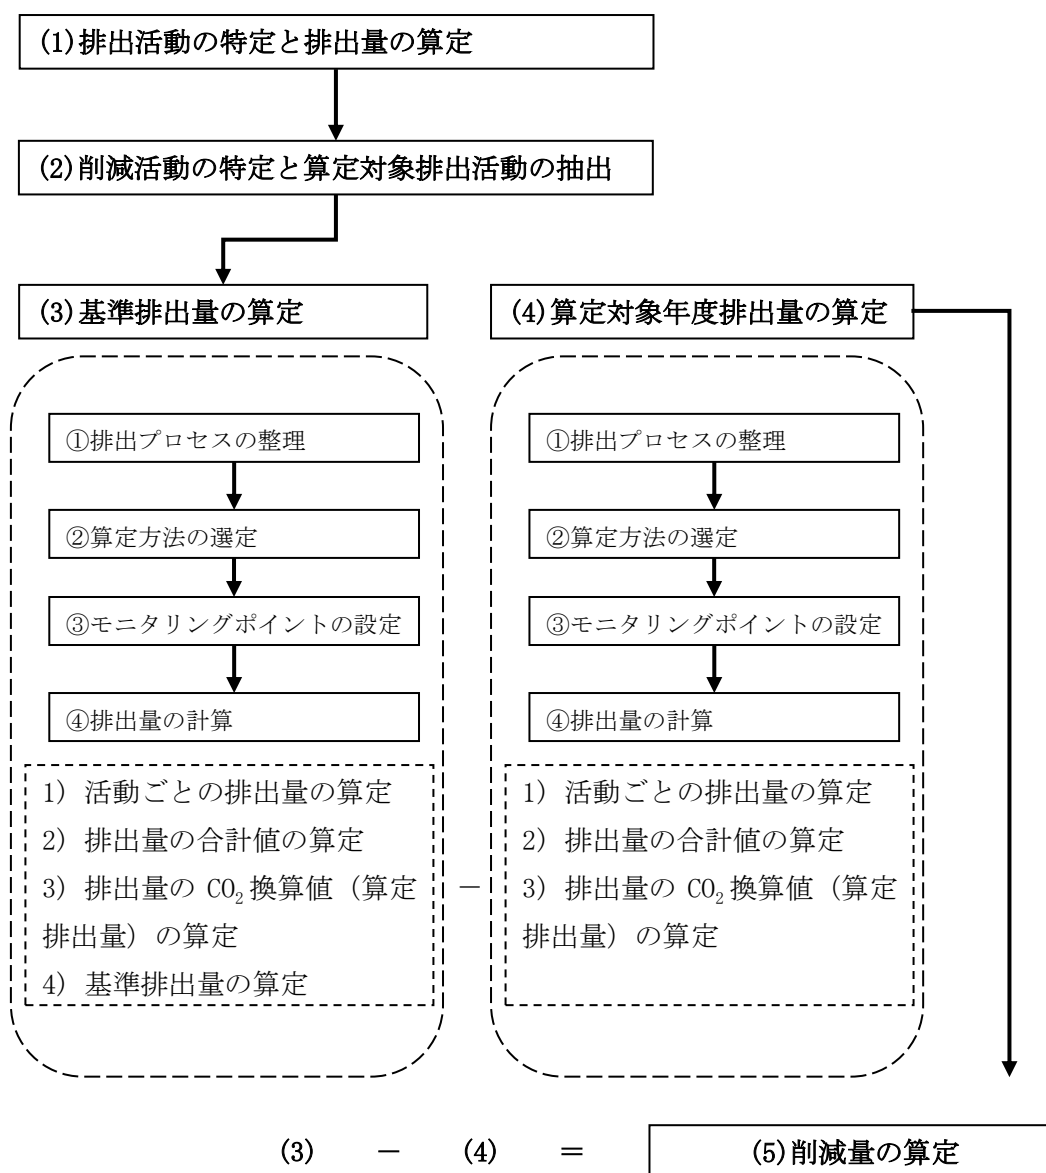 (1)排出活動の特定と排出量の算定
(2)削減活動の特定と算定対象排出活動の抽出
(3)基準排出量の算定
①排出プロセスの整理
②算定方法の選定
③モニタリングポイントの設定
④排出量の計算
1) 活動ごとの排出量の算定
2) 排出量の合計値の算定
3) 排出量の CO₂換算値（算定
排出量）の算定
4) 基準排出量の算定
－
(4)算定対象年度排出量の算定
①排出プロセスの整理
②算定方法の選定
③モニタリングポイントの設定
④排出量の計算
1) 活動ごとの排出量の算定
2) 排出量の合計値の算定
3) 排出量の CO₂換算値（算定
排出量）の算定
(3) － (4) ＝ (5)削減量の算定